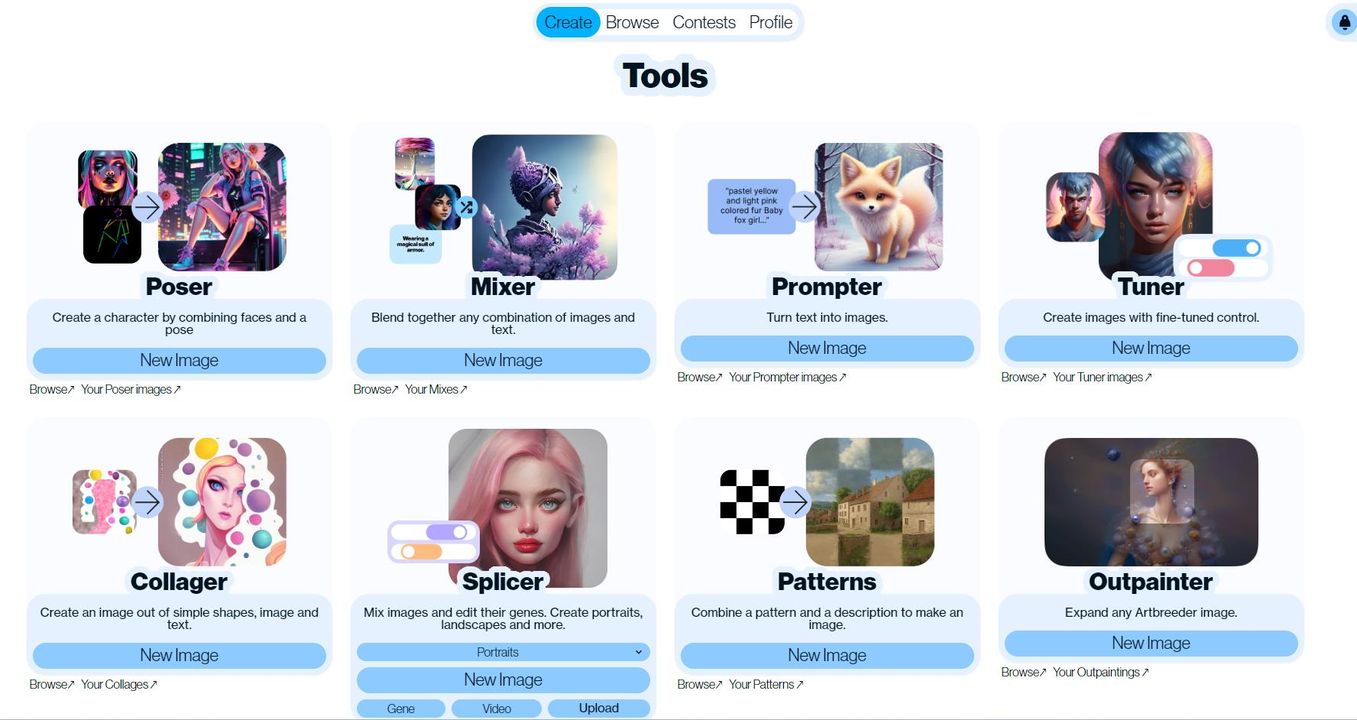 Create Browse Contests Profile
Tools
"pastel yellow
and light pink
colored fur Baby
fox girl..."
Wearing a
magical suit of
armor.
Poser
Mixer
Prompter
Tuner
Create a character by combining faces and a
pose
New Image
Browse↗ Your Poser images ↗
Blend together any combination of images and
text.
New Image
Browse↗ Your Mixes ↗
Turn text into images.
New Image
Browse↗ Your Prompter images ↗
Create images with fine-tuned control.
New Image
Browse↗ Your Tuner images ↗
Collager
Splicer
Patterns
Outpainter
Create an image out of simple shapes, image and
text.
New Image
Browse↗ Your Collages ↗
Mix images and edit their genes. Create portraits,
landscapes and more.
Portraits
New Image
Gene Video Upload
Combine a pattern and a description to make an
image.
New Image
Browse↗ Your Patterns ↗
Expand any Artbreeder image.
New Image
Browse↗ Your Outpaintings ↗